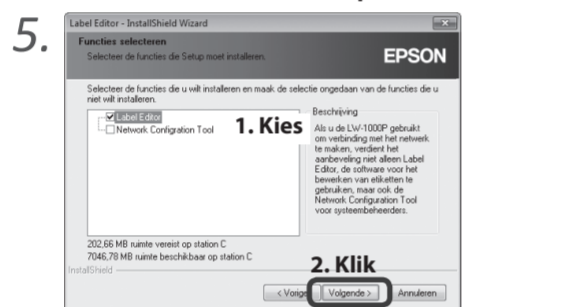 5.
Label Editor - InstallShield Wizard
Functies selecteren
Selecteer de functies die Setup moet installeren.
EPSON
Selecteer de functies die u wilt installeren en maak de selectie ongedaan van de functies die u
niet wilt installeren.
Label Editor
Network Configration Tool
1. Kies
Beschrijving
Als u de LW-1000P gebruikt
om verbinding met het netwerk
te maken, verdient het
aanbeveling niet alleen Label
Editor, de software voor het
bewerken van etiketten te
gebruiken, maar ook de
Network Configuration Tool
voor systeembeheerders.
202,66 MB ruimte vereist op station C
7046,78 MB ruimte beschikbaar op station C
InstallShield
2. Klik
< Vorige
Volgende >
Annuleren